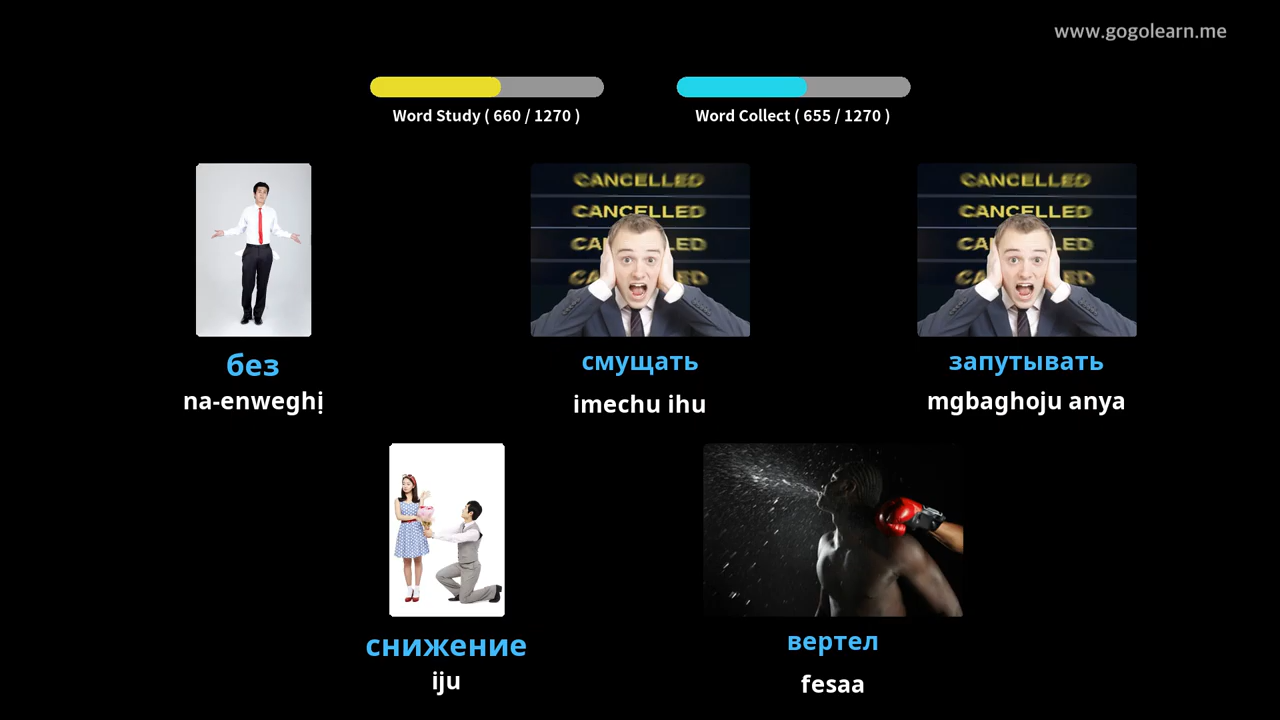 www.gogolearn.me
Word Study ( 660 / 1270 )
Word Collect ( 655 / 1270 )
CANCELLED
CANCELLED
CANCELLED
CANCELLED
без
na-enweghị
смущать
imechu ihu
запутывать
mgbaghoju anya
снижение
iju
вертел
fesaa